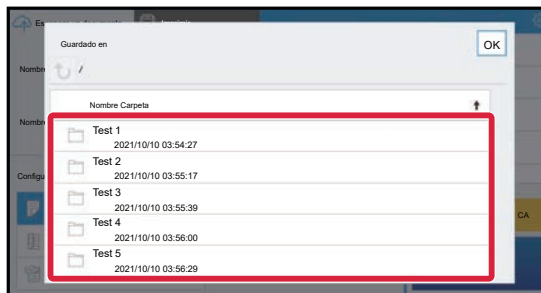 Guardado en
OK
/
Nombre
Nombre Carpeta
Test 1
2021/10/10 03:54:27
Nombre
Test 2
2021/10/10 03:55:17
Test 3
2021/10/10 03:55:39
Test 4
2021/10/10 03:56:00
CA
Test 5
2021/10/10 03:56:29